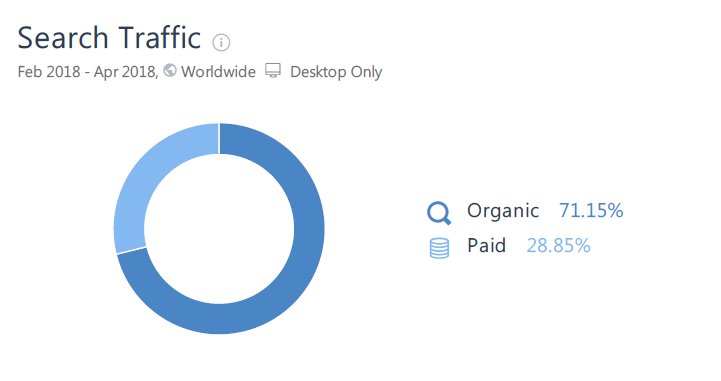 Search Traffic
Feb 2018 - Apr 2018, Worldwide Desktop Only
Organic 71.15%
Paid 28.85%